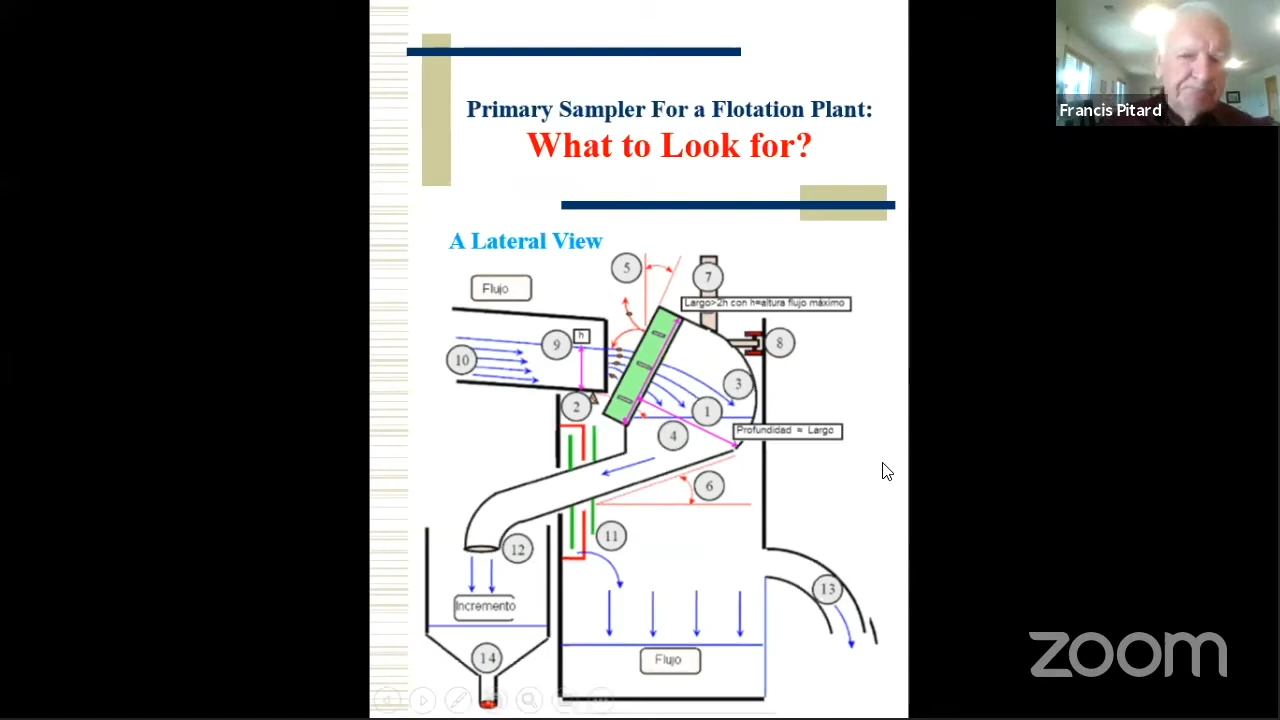 Primary Sampler For a Flotation Plant:
What to Look for?
Francis Pitard
A Lateral View
Flujo
5
7
Largo>2h con h=altura flujo máximo
h
9
8
10
3
2
1
4
Profundidad = Largo
6
11
12
13
Incremento
14
Flujo
zoom